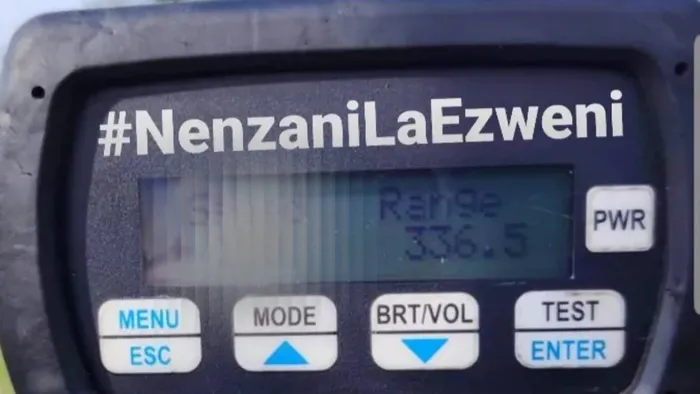 #NenzaniLaEzweni
Range
336.5
PWR
MENU
ESC
MODE
BRT/VOL
TEST
ENTER